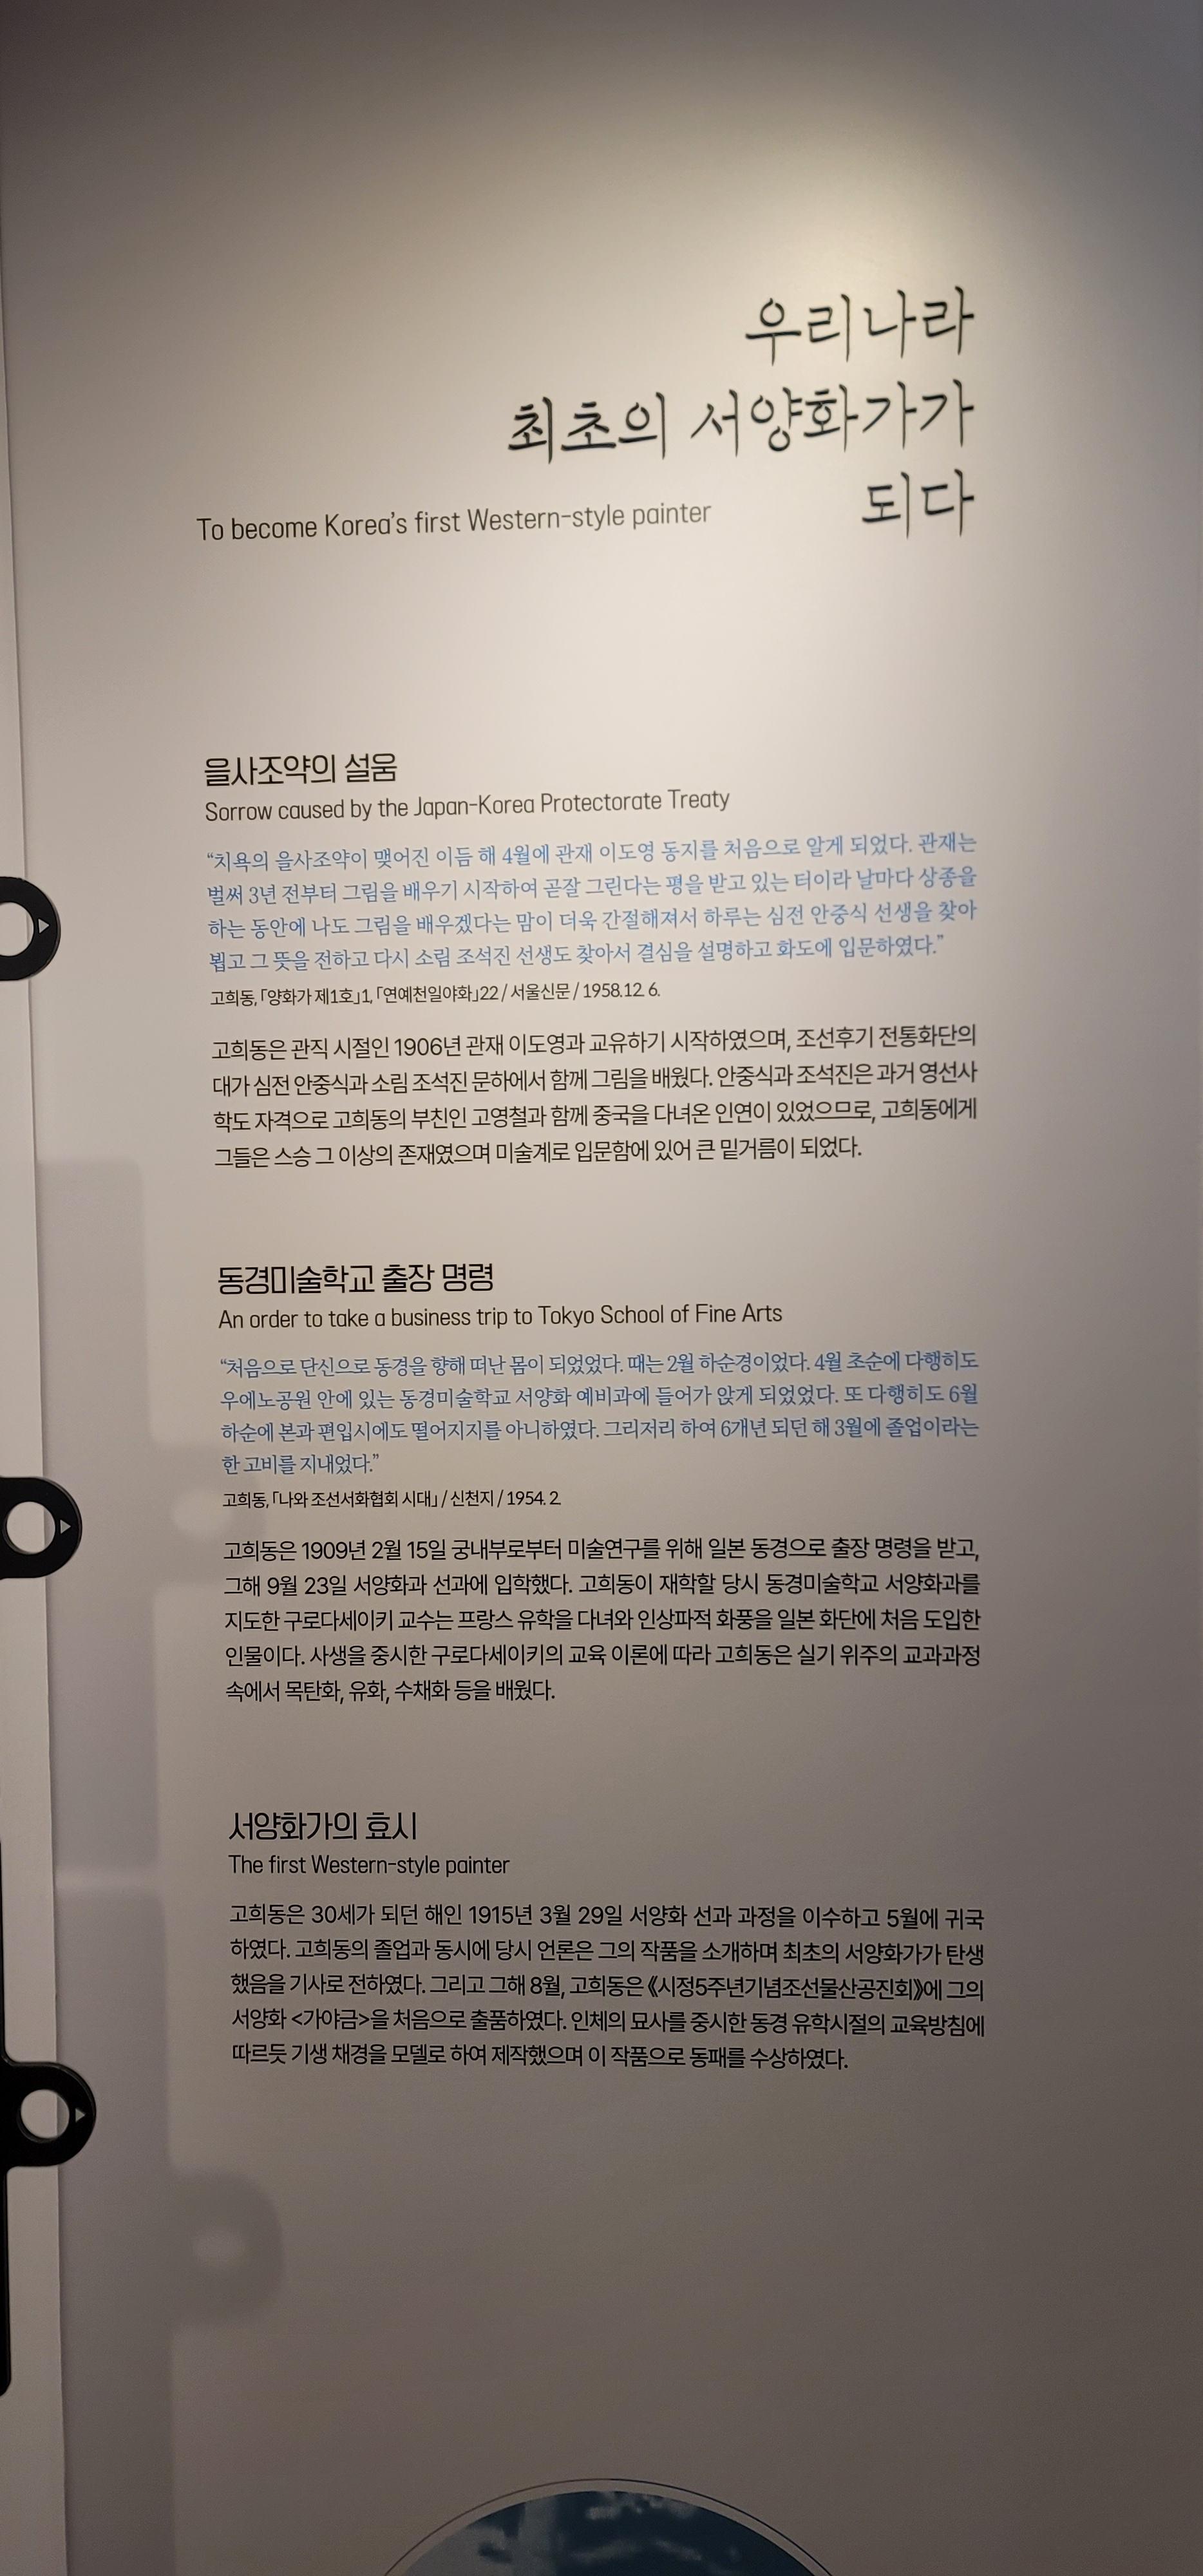 우리나라
최초의 서양화가가
되다
To become Korea's first Western-style painter
을사조약의 설움
Sorrow caused by the Japan-Korea Protectorate Treaty
“치욕의 을사조약이 맺어진 이듬 해 4월에 관재 이도영 동지를 처음으로 알게 되었다. 관재는
벌써 3년 전부터 그림을 배우기 시작하여 곧잘 그린다는 평을 받고 있는 터이라 날마다 상종을
하는 동안에 나도 그림을 배우겠다는 맘이 더욱 간절해져서 하루는 심전 안중식 선생을 찾아
뵙고 그 뜻을 전하고 다시 소림 조석진 선생도 찾아서 결심을 설명하고 화도에 입문하였다.”
고희동, ｢양화가 제1호｣1, ｢연예천일야화｣22 / 서울신문 / 1958.12. 6.
고희동은 관직 시절인 1906년 관재 이도영과 교유하기 시작하였으며, 조선후기 전통화단의
대가 심전 안중식과 소림 조석진 문하에서 함께 그림을 배웠다. 안중식과 조석진은 과거 영선사
학도 자격으로 고희동의 부친인 고영철과 함께 중국을 다녀온 인연이 있었으므로, 고희동에게
그들은 스승 그 이상의 존재였으며 미술계로 입문함에 있어 큰 밑거름이 되었다.
동경미술학교 출장 명령
An order to take a business trip to Tokyo School of Fine Arts
“처음으로 단신으로 동경을 향해 떠난 몸이 되었었다. 때는 2월 하순경이었다. 4월 초순에 다행히도
우에노공원 안에 있는 동경미술학교 서양화 예비과에 들어가 앉게 되었었다. 또 다행히도 6월
하순에 본과 편입시에도 떨어지지를 아니하였다. 그리저리 하여 6개년 되던 해 3월에 졸업이라는
한 고비를 지내었다.”
고희동, ｢나와 조선서화협회 시대｣ / 신천지 / 1954. 2.
고희동은 1909년 2월 15일 궁내부로부터 미술연구를 위해 일본 동경으로 출장 명령을 받고,
그해 9월 23일 서양화과 선과에 입학했다. 고희동이 재학할 당시 동경미술학교 서양화과를
지도한 구로다세이키 교수는 프랑스 유학을 다녀와 인상파적 화풍을 일본 화단에 처음 도입한
인물이다. 사생을 중시한 구로다세이키의 교육 이론에 따라 고희동은 실기 위주의 교과과정
속에서 목탄화, 유화, 수채화 등을 배웠다.
서양화가의 효시
The first Western-style painter
고희동은 30세가 되던 해인 1915년 3월 29일 서양화 선과 과정을 이수하고 5월에 귀국
하였다. 고희동의 졸업과 동시에 당시 언론은 그의 작품을 소개하며 최초의 서양화가가 탄생
했음을 기사로 전하였다. 그리고 그해 8월, 고희동은 《시정5주년기념조선물산공진회》에 그의
서양화 <가야금>을 처음으로 출품하였다. 인체의 묘사를 중시한 동경 유학시절의 교육방침에
따르듯 기생 채경을 모델로 하여 제작했으며 이 작품으로 동패를 수상하였다.